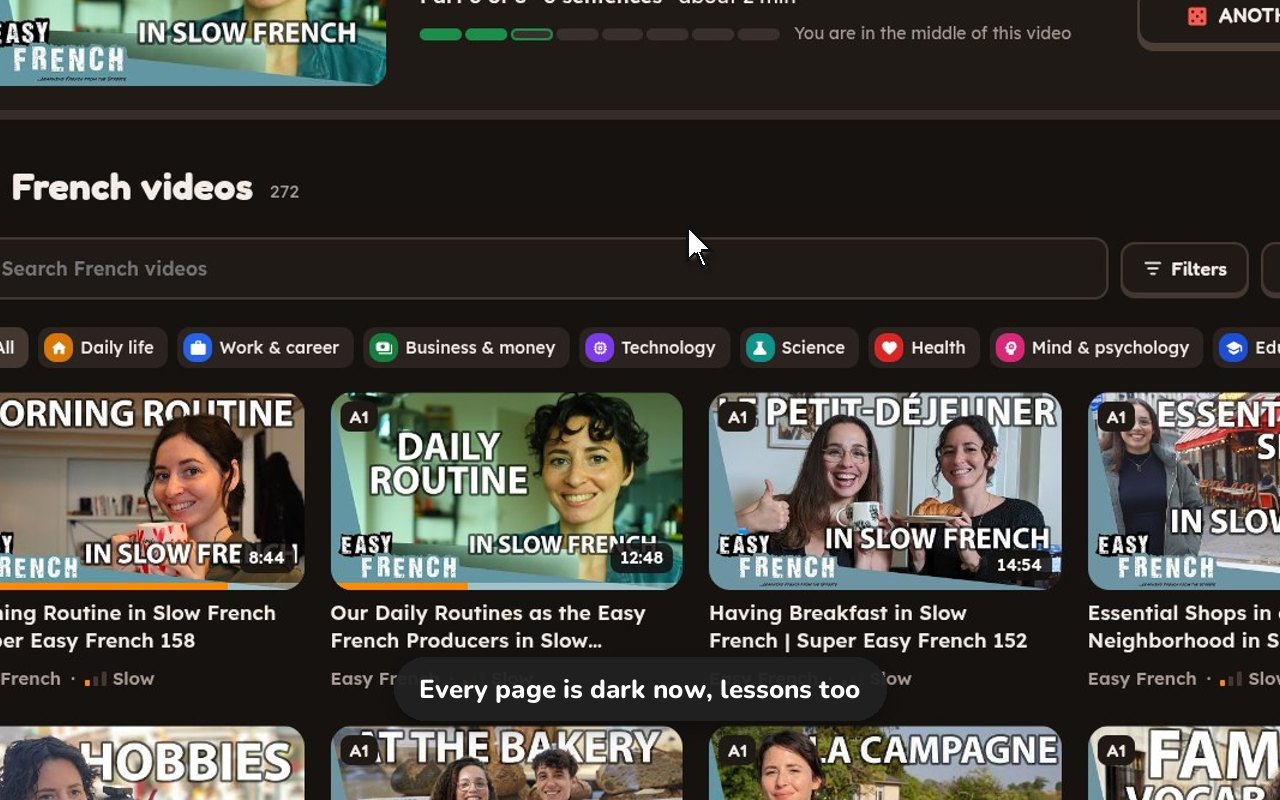 EASY
FRENCH
IN SLOW FRENCH
You are in the middle of this video
French videos 272
Search French videos
Filters
All
Daily life
Work & career
Business & money
Technology
Science
Health
Mind & psychology
ORNING ROUTINE
IN SLOW FRE
8:44
A1
DAILY
ROUTINE
EASY
FRENCH
IN SLOW FRENCH
12:48
A1
PETIT-DÉJEUNER
EASY
FRENCH
IN SLOW FRENCH
14:54
A1
ESSENT
IN SLOW
EASY
FRENCH
ning Routine in Slow French
per Easy French 158
French · Slow
Our Daily Routines as the Easy
French Producers in Slow...
Having Breakfast in Slow
French | Super Easy French 152
Essential Shops in
Neighborhood in S
Easy French · Slow
Every page is dark now, lessons too
HOBBIES
A1
AT THE BAKERY
A1
LA CAMPAGNE
A1
FAM
VOCAB